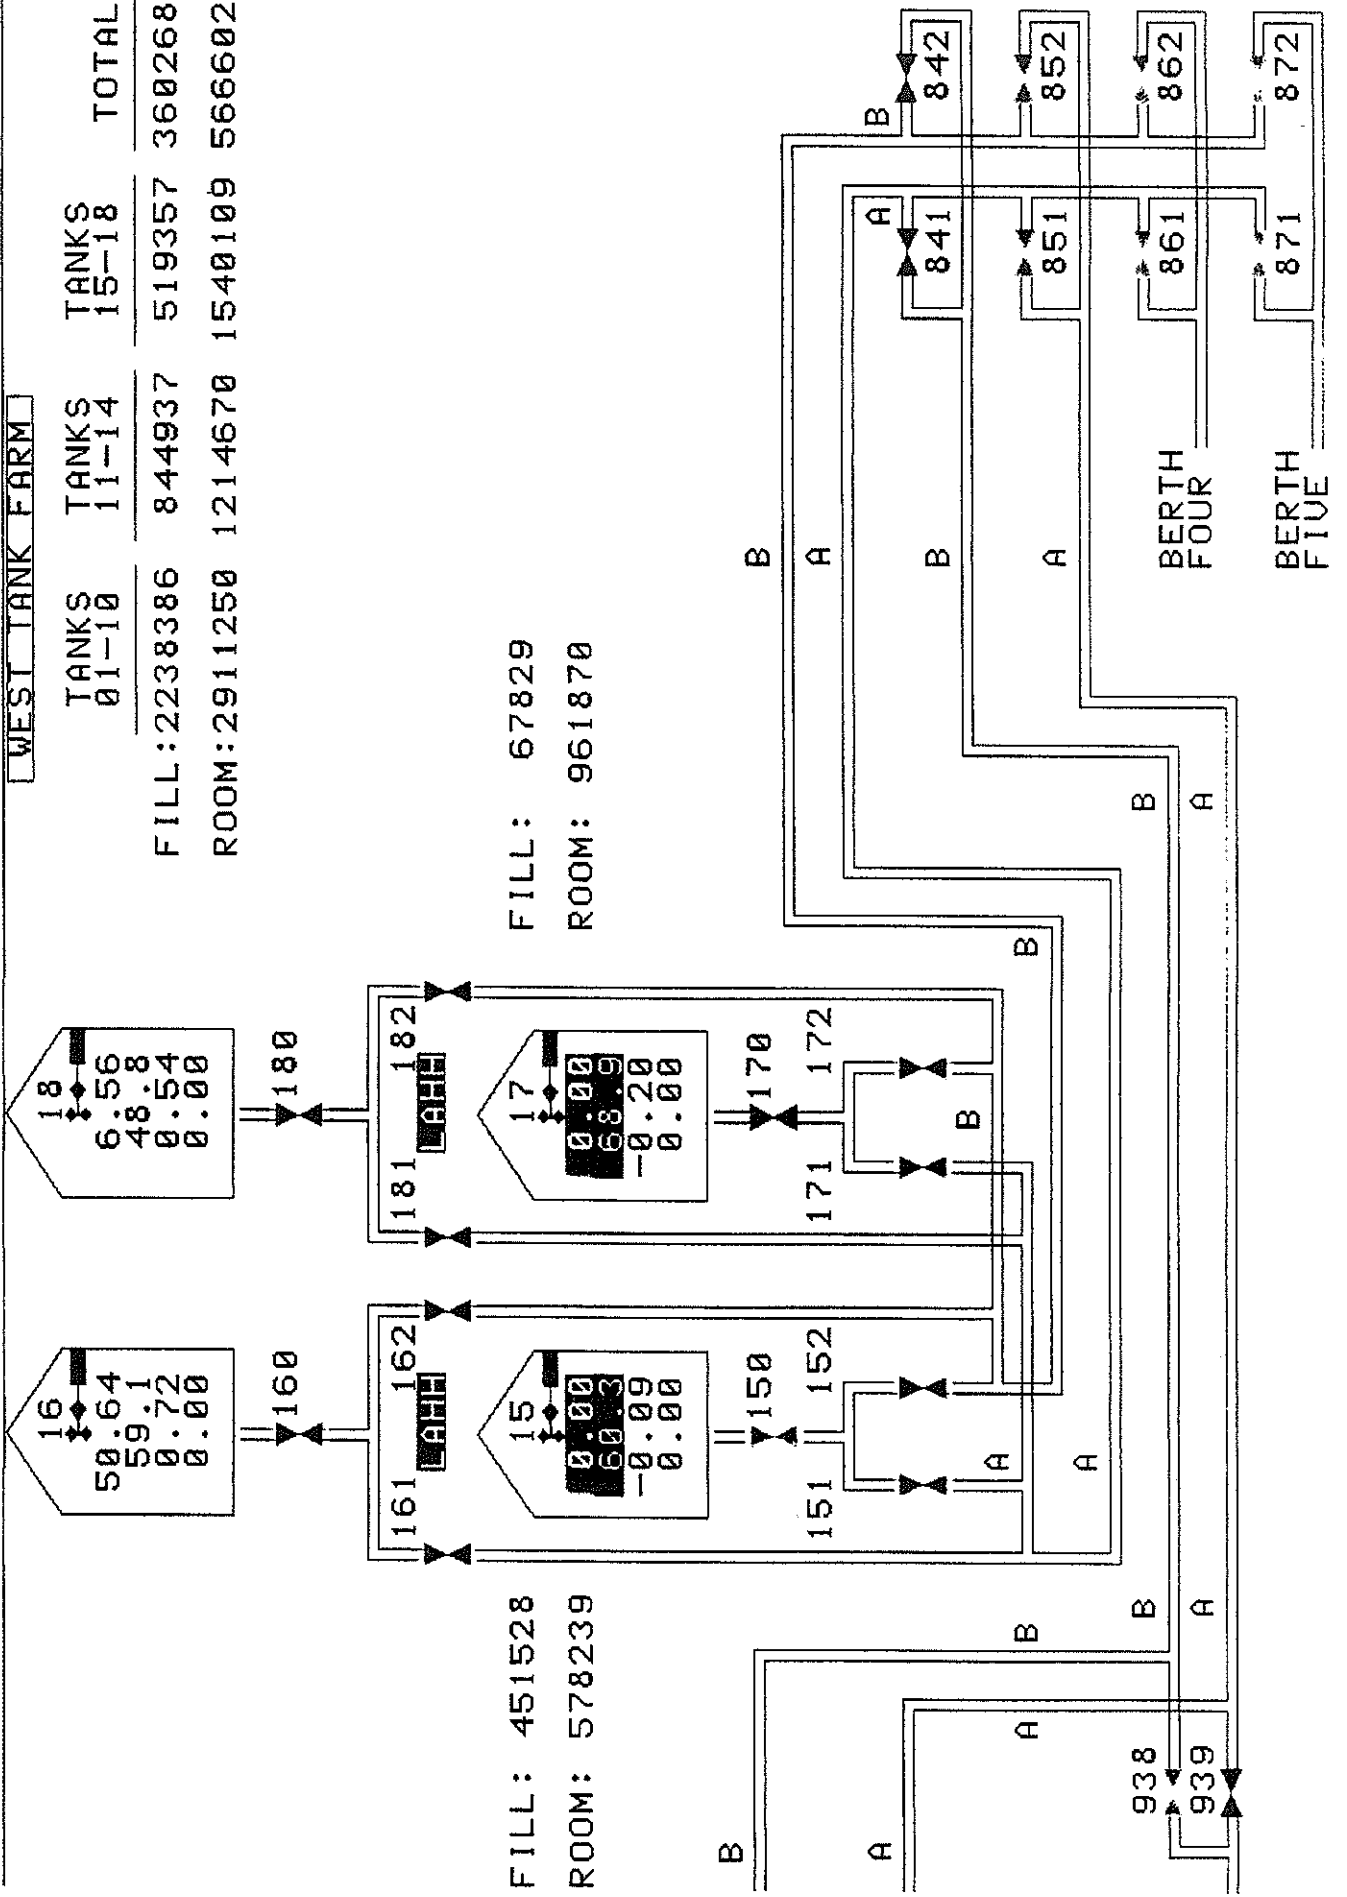 WEST TANK FARM
TANKS TANKS TANKS
01-10 11-14 15-18 TOTAL
FILL:2238386 844937 519357 360268
ROOM:2911250 1214670 1540109 566602
16
50.64
59.1
0.72
0.00
160
161 162
LAHH
18
6.56
48.8
0.54
0.00
180
181 182
LAHH
FILL: 451528
ROOM: 578239
15
0.00
60.3
-0.09
0.00
150
151 152
17
0.00
68.9
-0.20
0.00
170
171 172
FILL: 67829
ROOM: 961870
B
A
B
A
B
A
A
B
B
A
938
939
B
A
B
A
B
A
B
A
A B
841 842
851 852
861 862
871 872
BERTH
FOUR
BERTH
FIVE